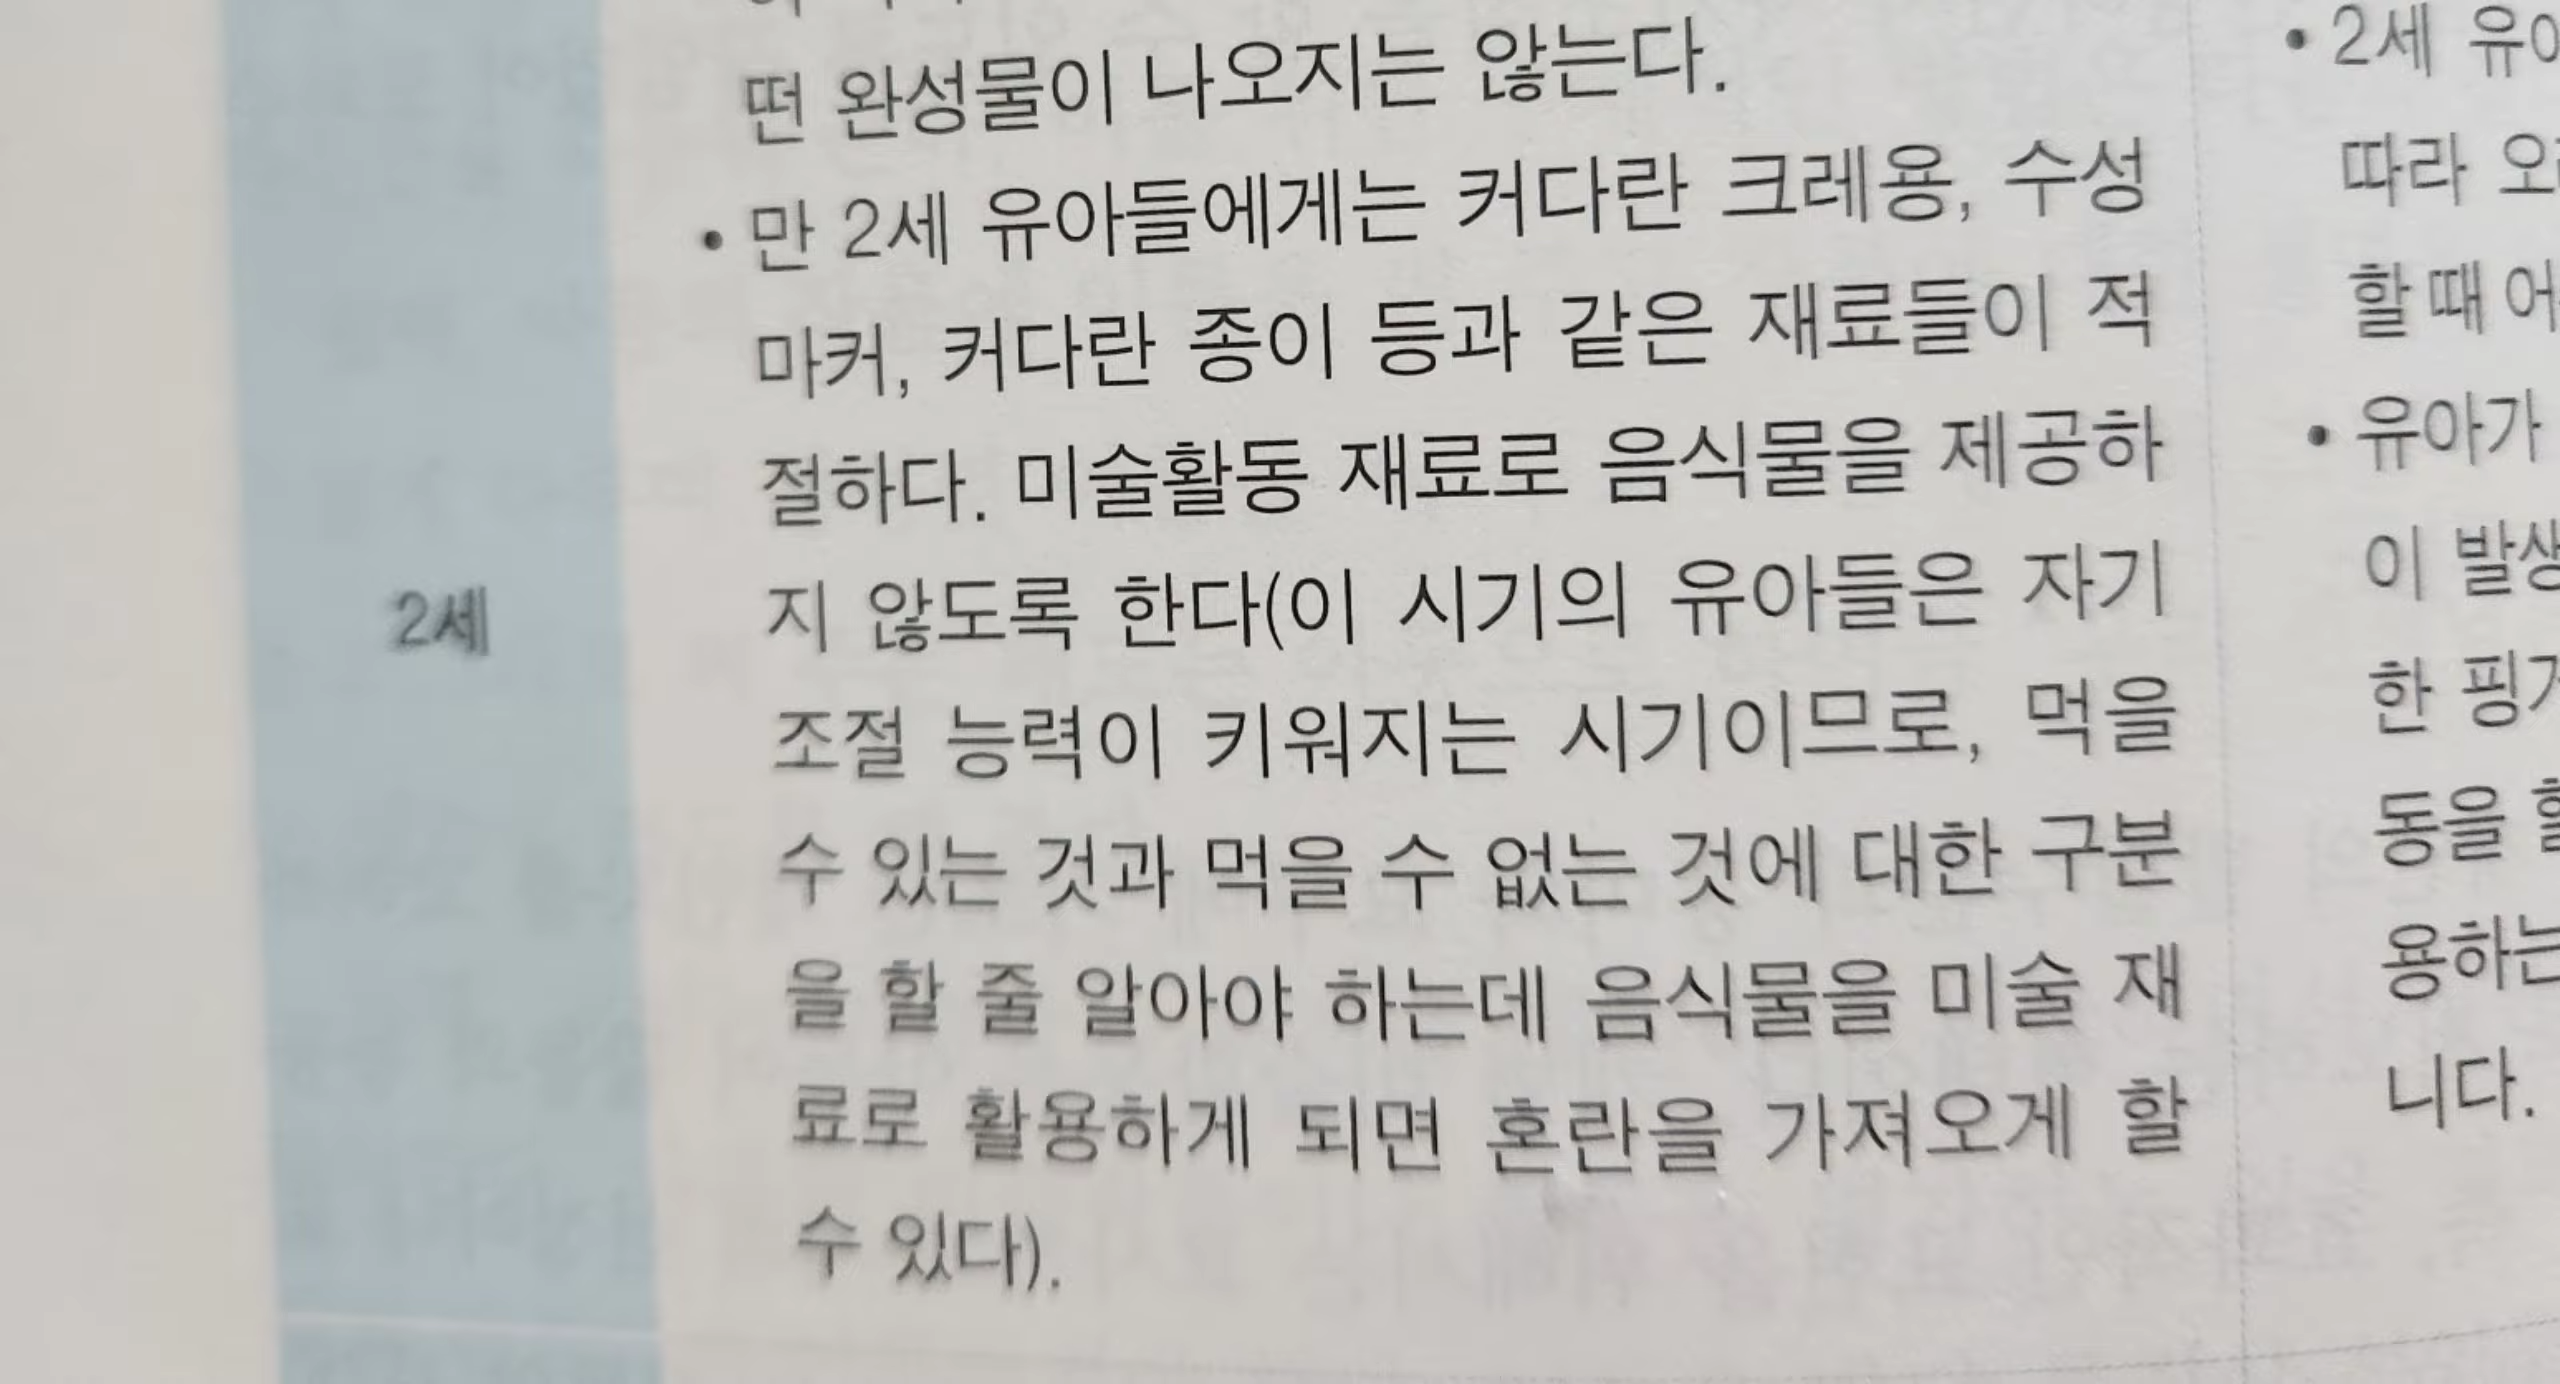 2세
떤 완성물이 나오지는 않는다.
• 만 2세 유아들에게는 커다란 크레용, 수성
마커, 커다란 종이 등과 같은 재료들이 적
절하다. 미술활동 재료로 음식물을 제공하
지 않도록 한다(이 시기의 유아들은 자기
조절 능력이 키워지는 시기이므로, 먹을
수 있는 것과 먹을 수 없는 것에 대한 구분
을 할 줄 알아야 하는데 음식물을 미술 재
료로 활용하게 되면 혼란을 가져오게 할
수 있다).
• 2세
따라
할 때
• 유아가
이
한
동을
용하는
니다.